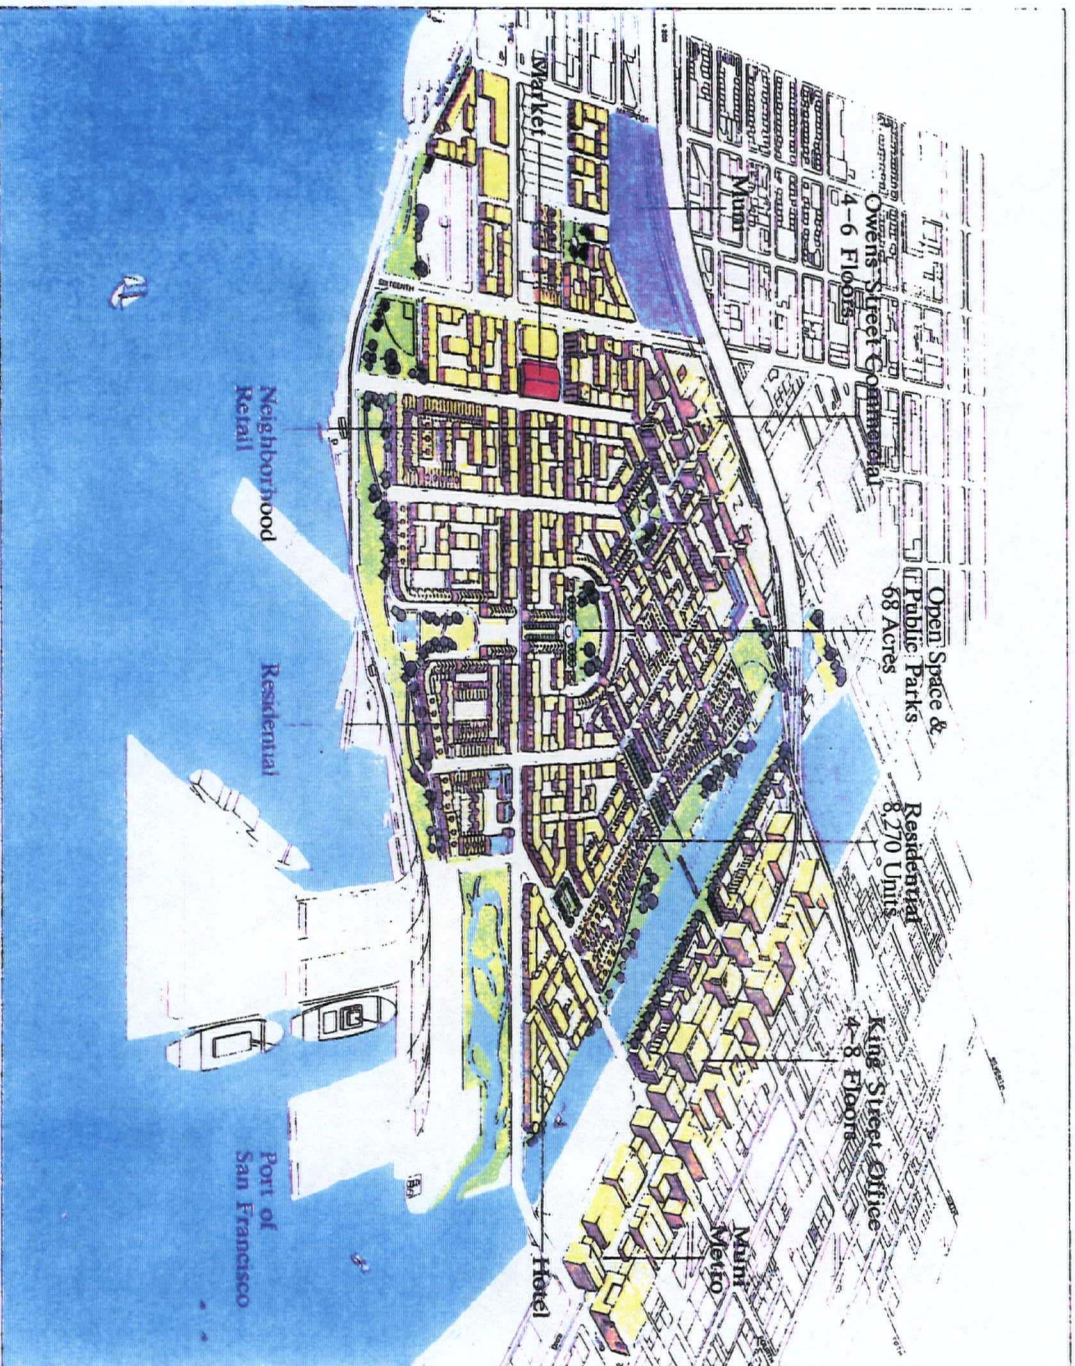 Market
Muni
Owens Street Commercial
4–6 Floors
Open Space &
Public Parks
68 Acres
Residential
8,270 Units
King Street Office
4–8 Floors
Muni
Metro
Hotel
SIXTEENTH
Neighborhood
Retail
Residential
Port of
San Francisco